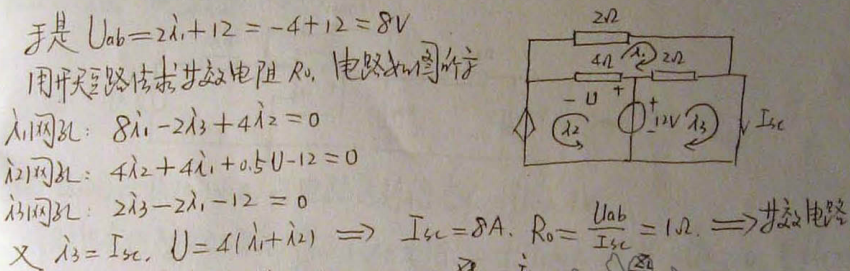 于是 Uab=2i₁+12=-4+12=8V
用开短路法求等效电阻 R₀. 电路如图所示
i₁网孔: 8i₁-2i₃+4i₂=0
i₂网孔: 4i₂+4i₁+0.5U-12=0
i₃网孔: 2i₃-2i₁-12=0
又 i₃=Isc. U=4(i₁+i₂) ⟹ Isc=8A. R₀=Uab/Isc=1Ω. ⟹等效电路
2Ω
4Ω i₁ 2Ω
- U +
i₂ + - 12V i₃ Isc